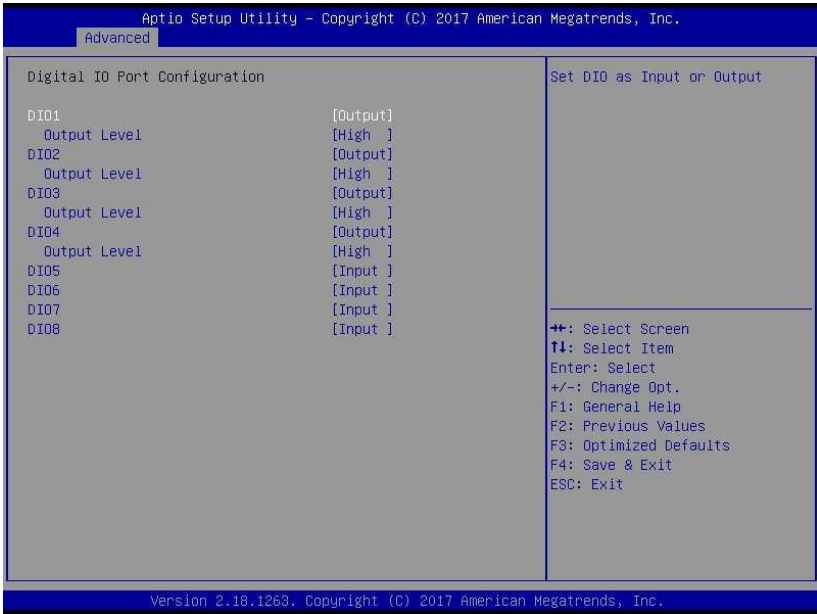 Aptio Setup Utility – Copyright (C) 2017 American Megatrends, Inc.
Advanced
Digital IO Port Configuration
DIO1 [Output]
Output Level [High ]
DIO2 [Output]
Output Level [High ]
DIO3 [Output]
Output Level [High ]
DIO4 [Output]
Output Level [High ]
DIO5 [Input ]
DIO6 [Input ]
DIO7 [Input ]
DIO8 [Input ]
Set DIO as Input or Output
→←: Select Screen
↑↓: Select Item
Enter: Select
+/-: Change Opt.
F1: General Help
F2: Previous Values
F3: Optimized Defaults
F4: Save & Exit
ESC: Exit
Version 2.18.1263. Copyright (C) 2017 American Megatrends, Inc.